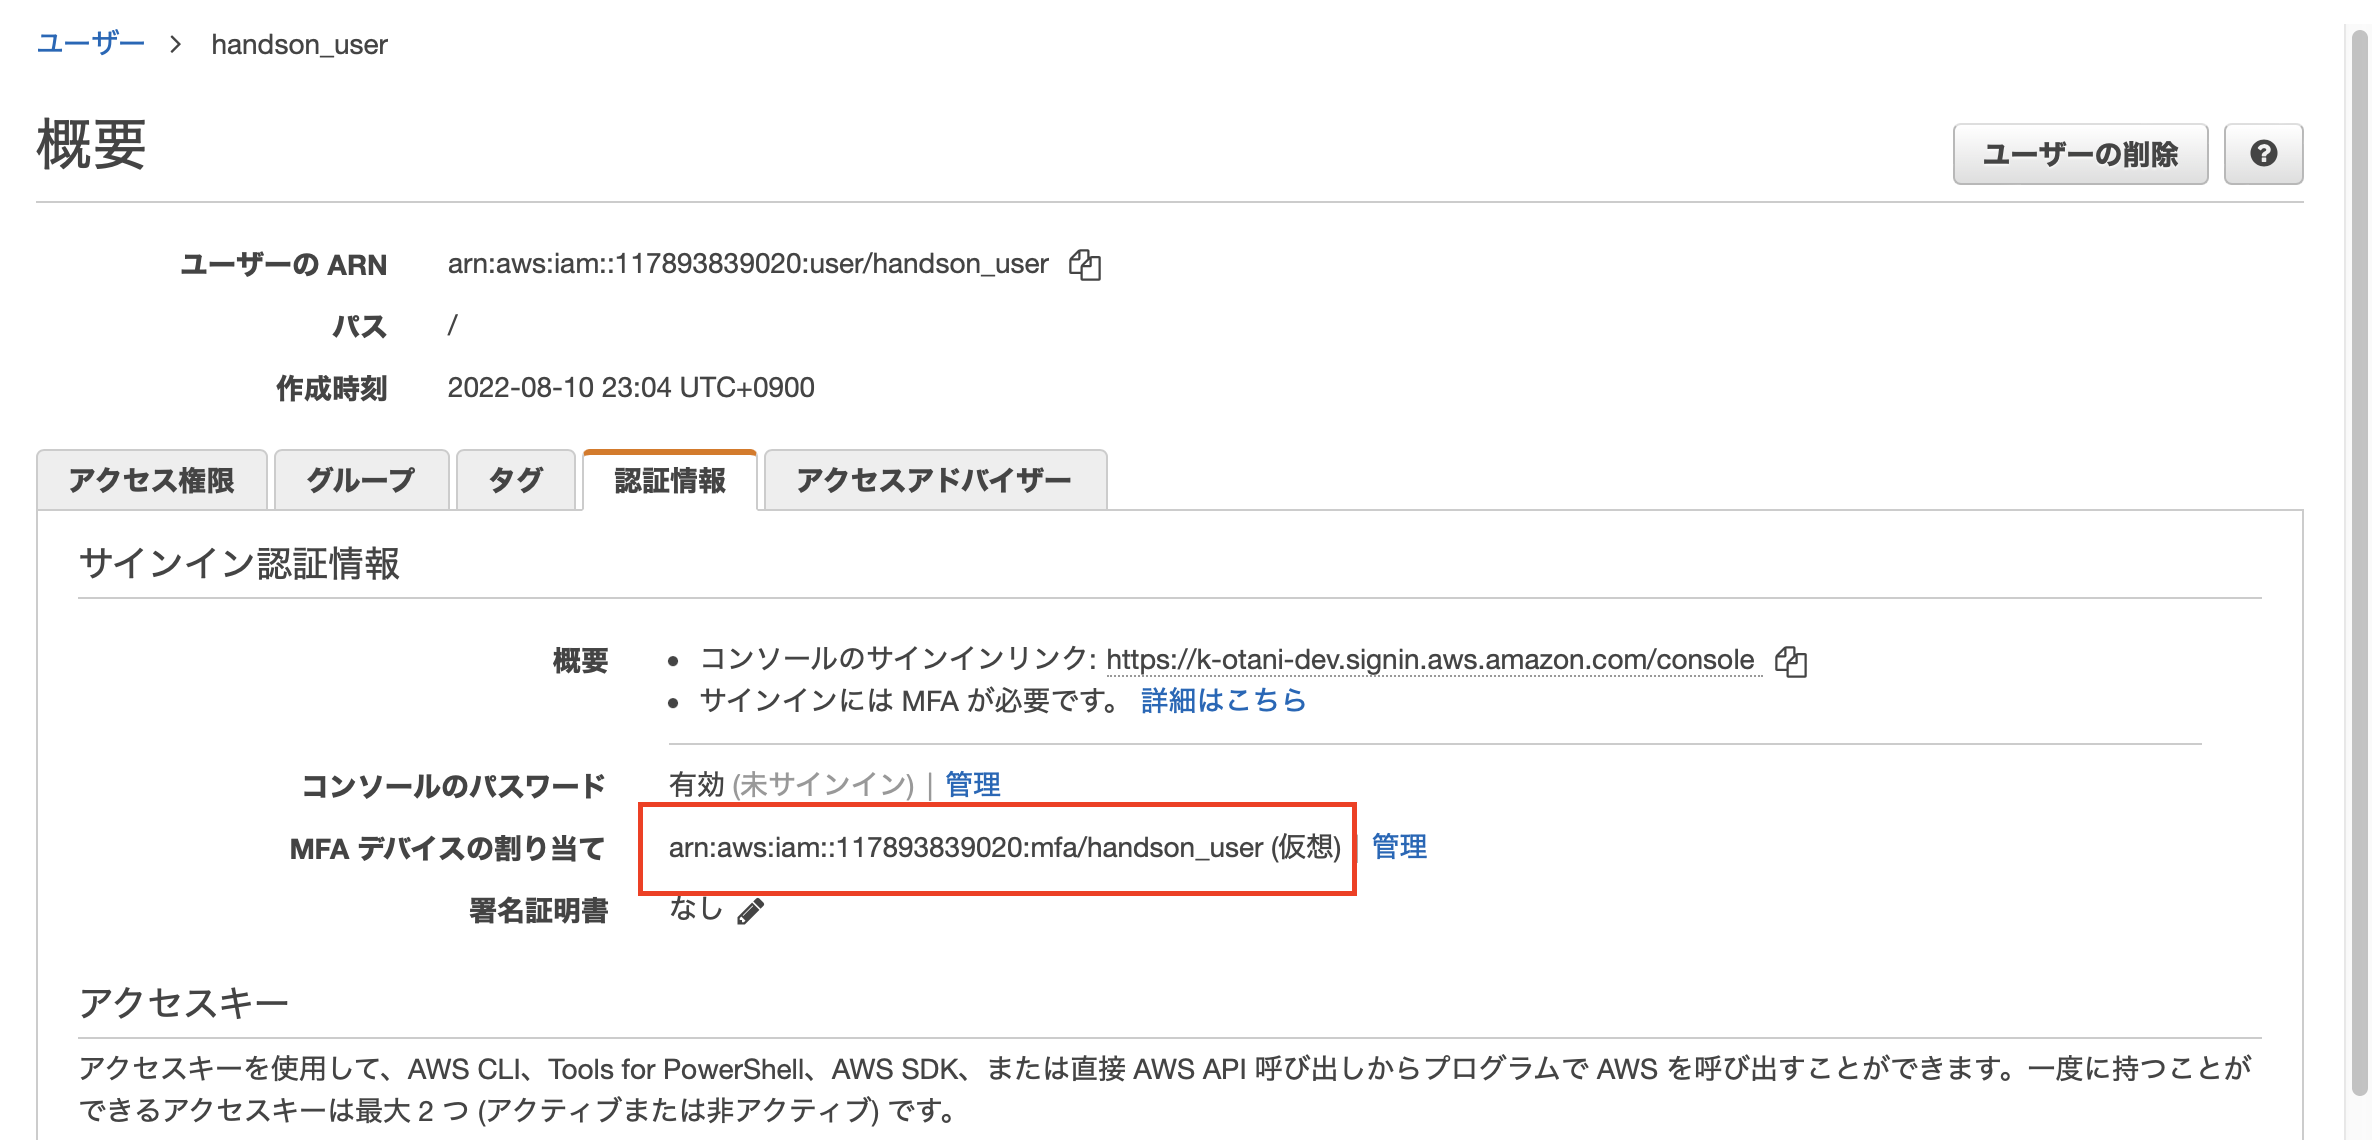 ユーザー > handson_user
概要
ユーザーの削除
?
ユーザーの ARN arn:aws:iam::117893839020:user/handson_user
パス /
作成時刻 2022-08-10 23:04 UTC+0900
アクセス権限 グループ タグ 認証情報 アクセスアドバイザー
サインイン認証情報
概要 • コンソールのサインインリンク: https://k-otani-dev.signin.aws.amazon.com/console
• サインインには MFA が必要です。 詳細はこちら
コンソールのパスワード 有効 (未サインイン) | 管理
MFA デバイスの割り当て arn:aws:iam::117893839020:mfa/handson_user (仮想) | 管理
署名証明書 なし
アクセスキー
アクセスキーを使用して、AWS CLI、Tools for PowerShell、AWS SDK、または直接 AWS API 呼び出しからプログラムで AWS を呼び出すことができます。一度に持つことが
できるアクセスキーは最大 2 つ (アクティブまたは非アクティブ) です。